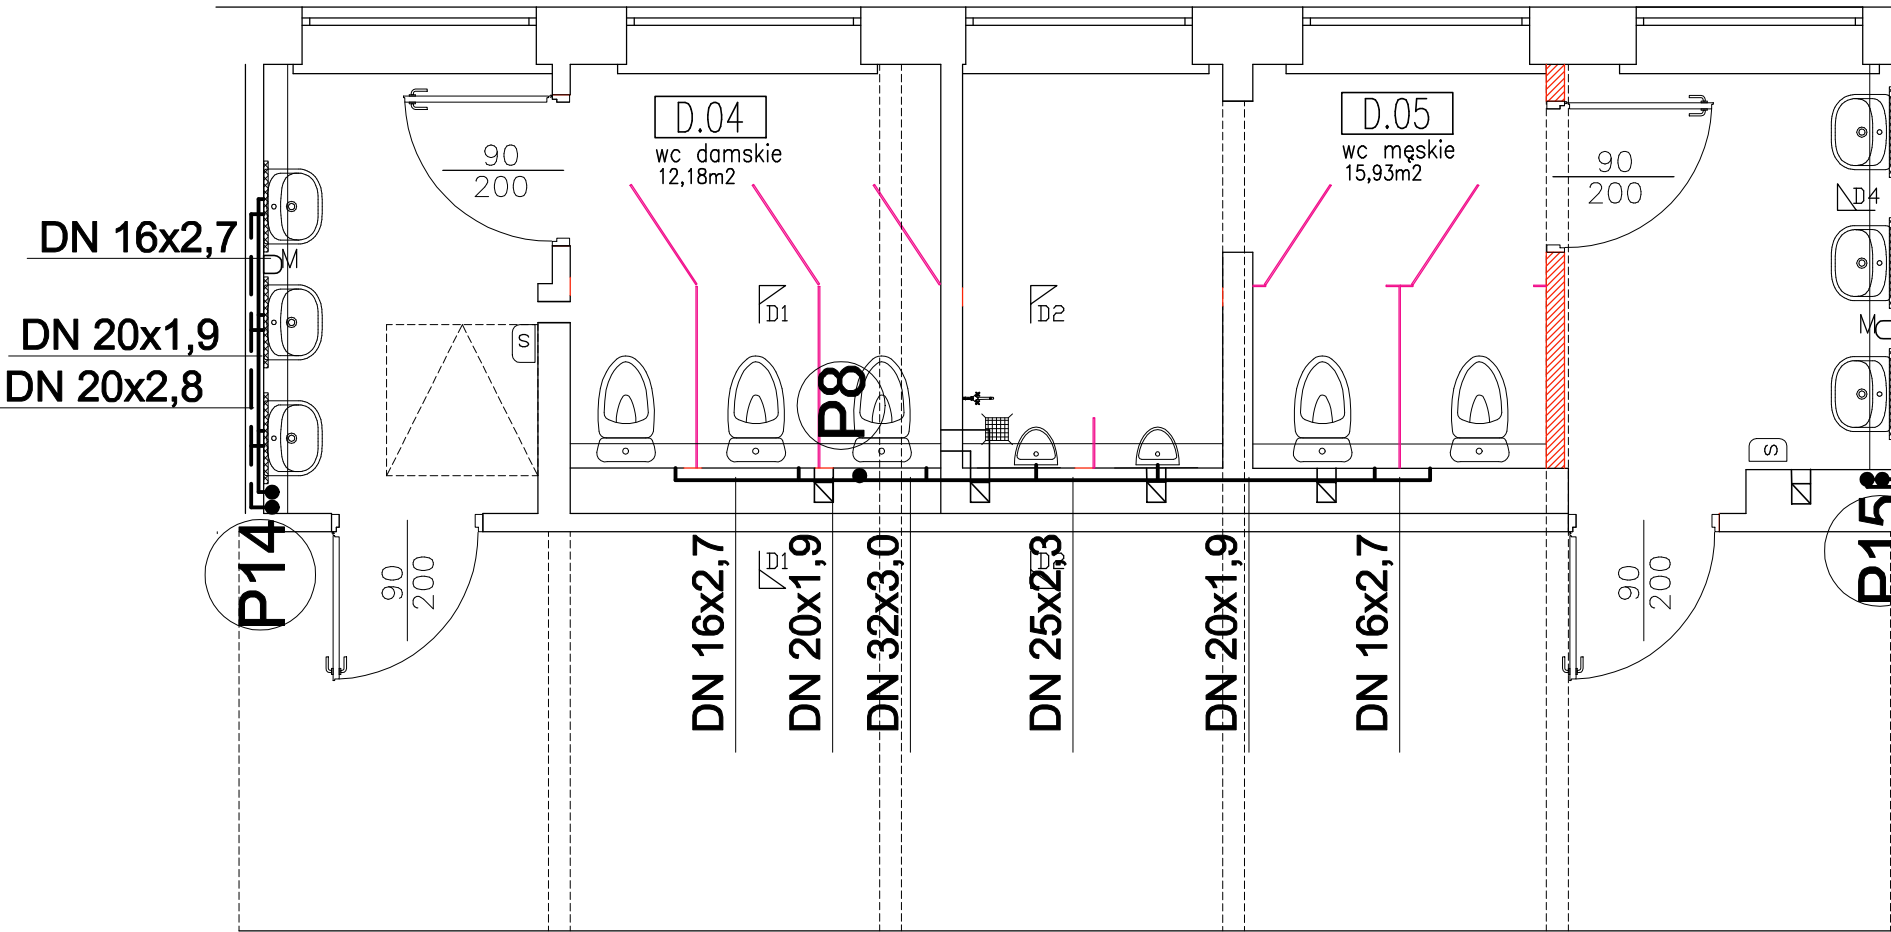 D.04
wc damskie
12,18m2
D.05
wc męskie
15,93m2
90
200
90
200
D4
DN 16x2,7
M
DN 20x1,9
DN 20x2,8
S
D1
D2
M
P8
S
P14
90
200
DN 16x2,7
D1
DN 20x1,9
DN 32x3,0
D2
DN 25x2,3
DN 20x1,9
DN 16x2,7
90
200
P15